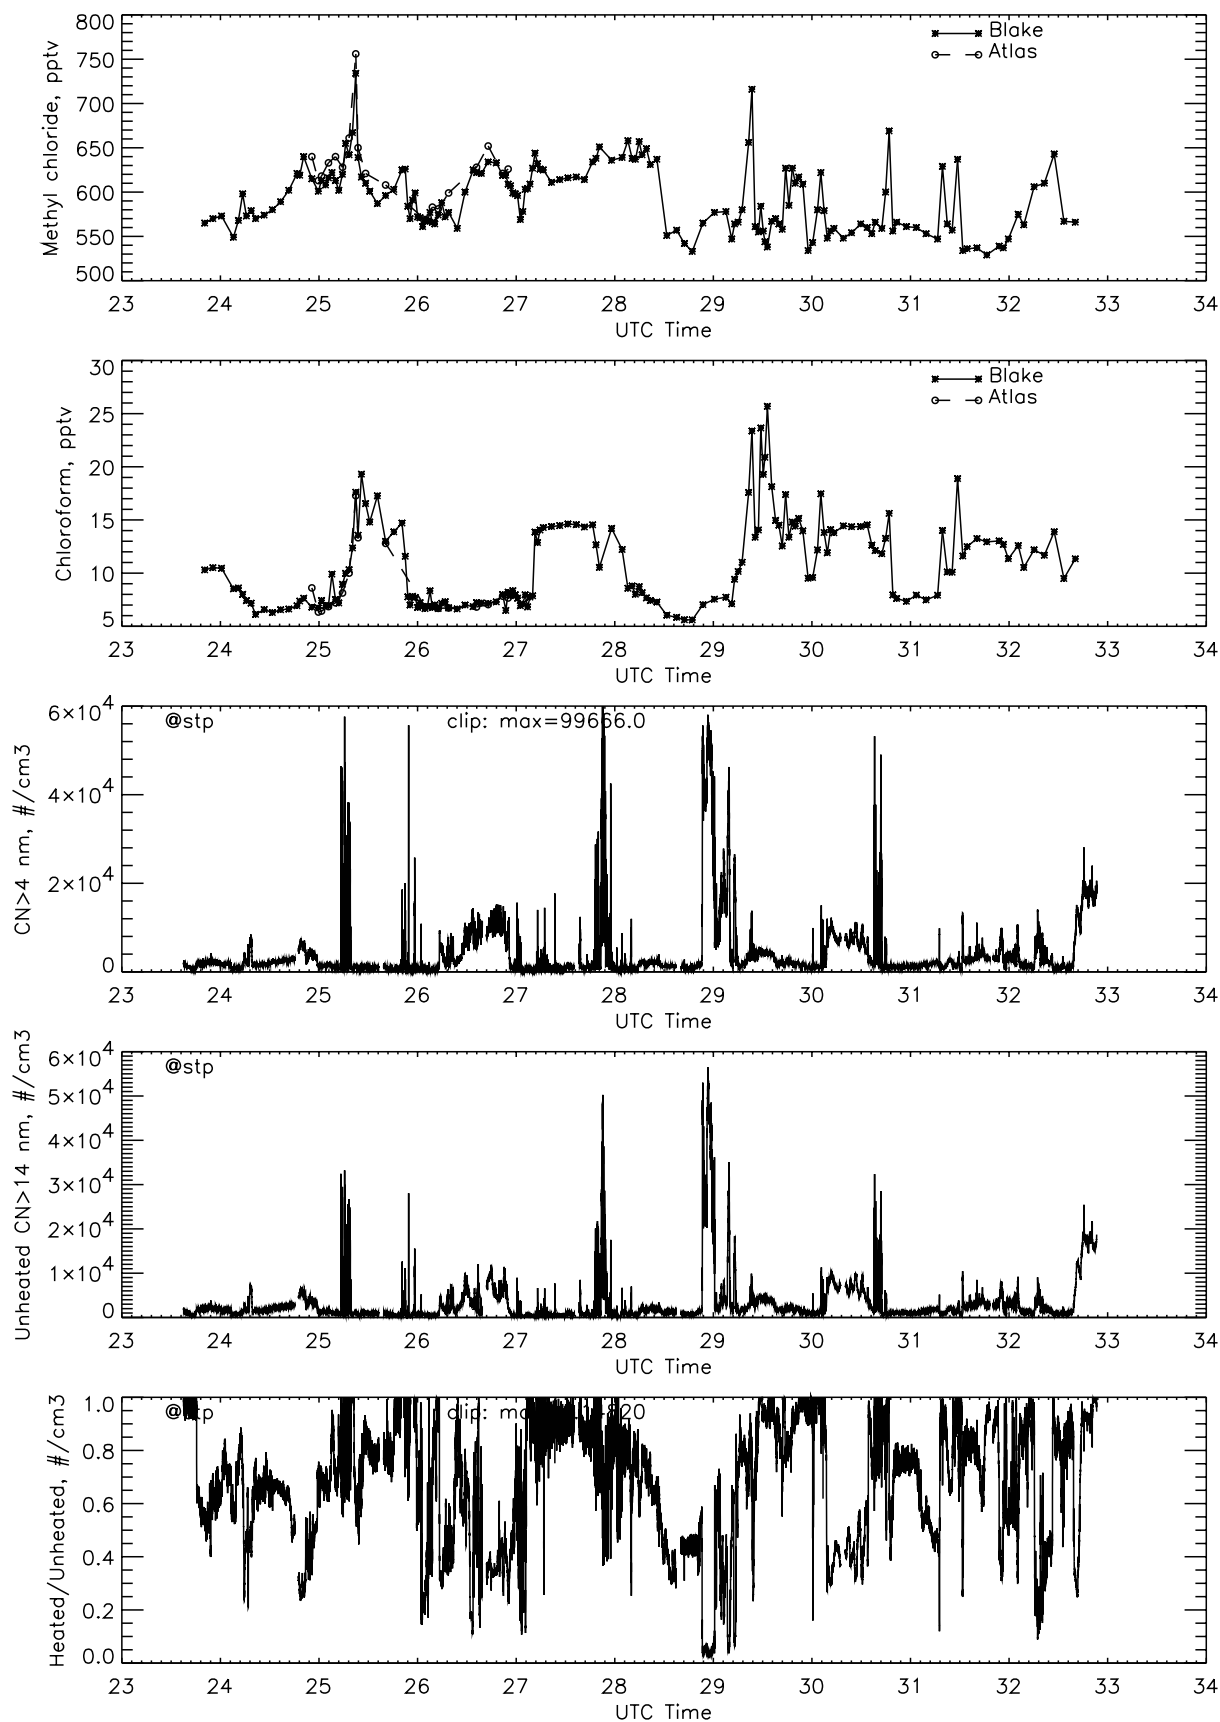 Methyl chloride, pptv
800
750
700
650
600
550
500
Blake
Atlas
23 24 25 26 27 28 29 30 31 32 33 34
UTC Time
Chloroform, pptv
30
25
20
15
10
5
Blake
Atlas
23 24 25 26 27 28 29 30 31 32 33 34
UTC Time
CN>4 nm, #/cm3
6×10⁴
4×10⁴
2×10⁴
0
@stp
clip: max=99666.0
23 24 25 26 27 28 29 30 31 32 33 34
UTC Time
Unheated CN>14 nm, #/cm3
6×10⁴
5×10⁴
4×10⁴
3×10⁴
2×10⁴
1×10⁴
0
@stp
23 24 25 26 27 28 29 30 31 32 33 34
UTC Time
Heated/Unheated, #/cm3
1.0
0.8
0.6
0.4
0.2
0.0
@stp
clip:
23 24 25 26 27 28 29 30 31 32 33 34
UTC Time